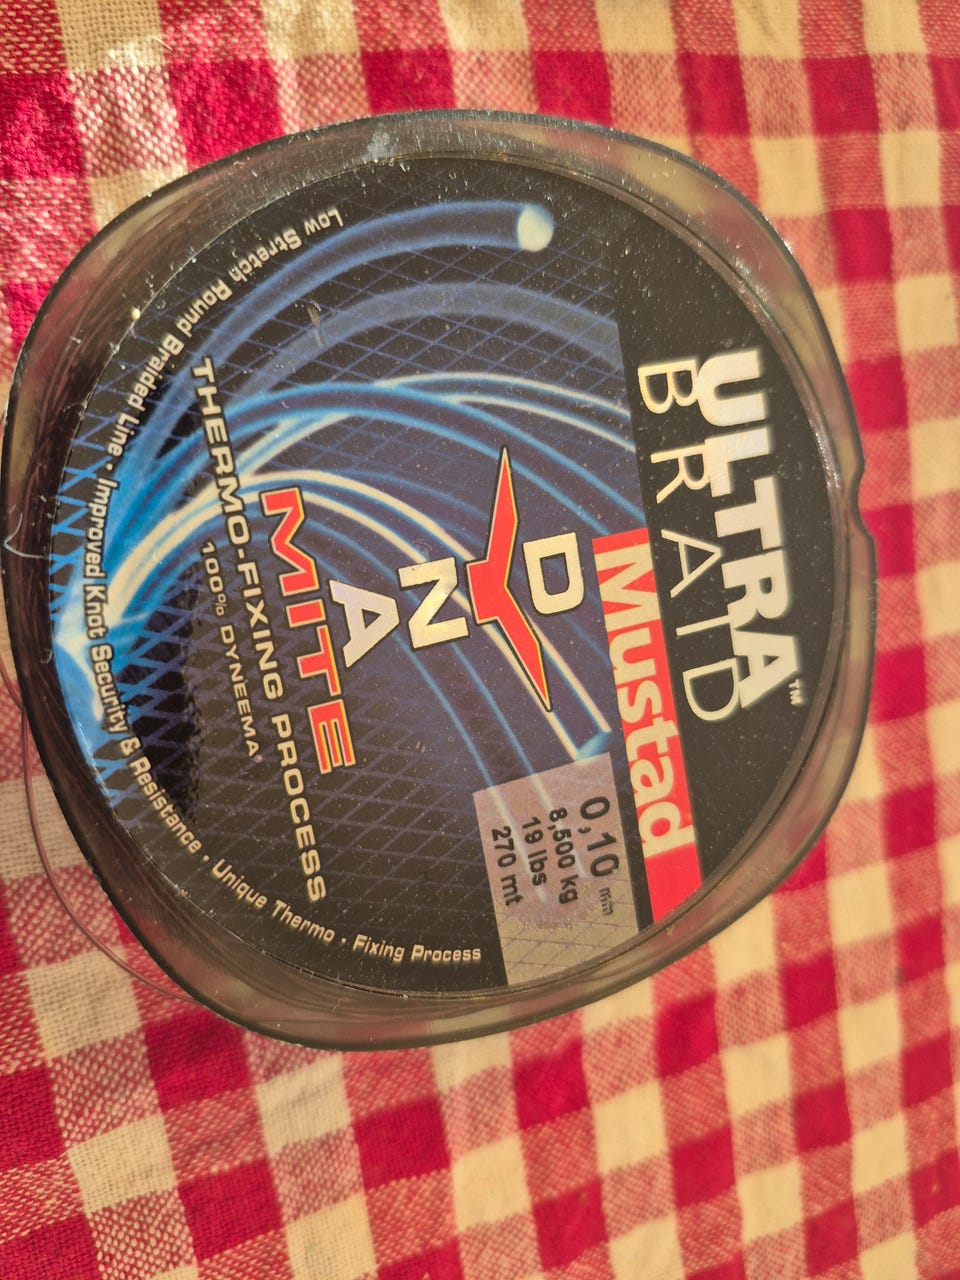 ULTRA™
BRAID
Mustad
0,10 mm
8,500 kg
19 lbs
270 mt
DNA
MITE
THERMO-FIXING PROCESS
100% DYNEEMA®
Low Stretch Round Braided Line • Improved Knot Security & Resistance • Unique Thermo • Fixing Process